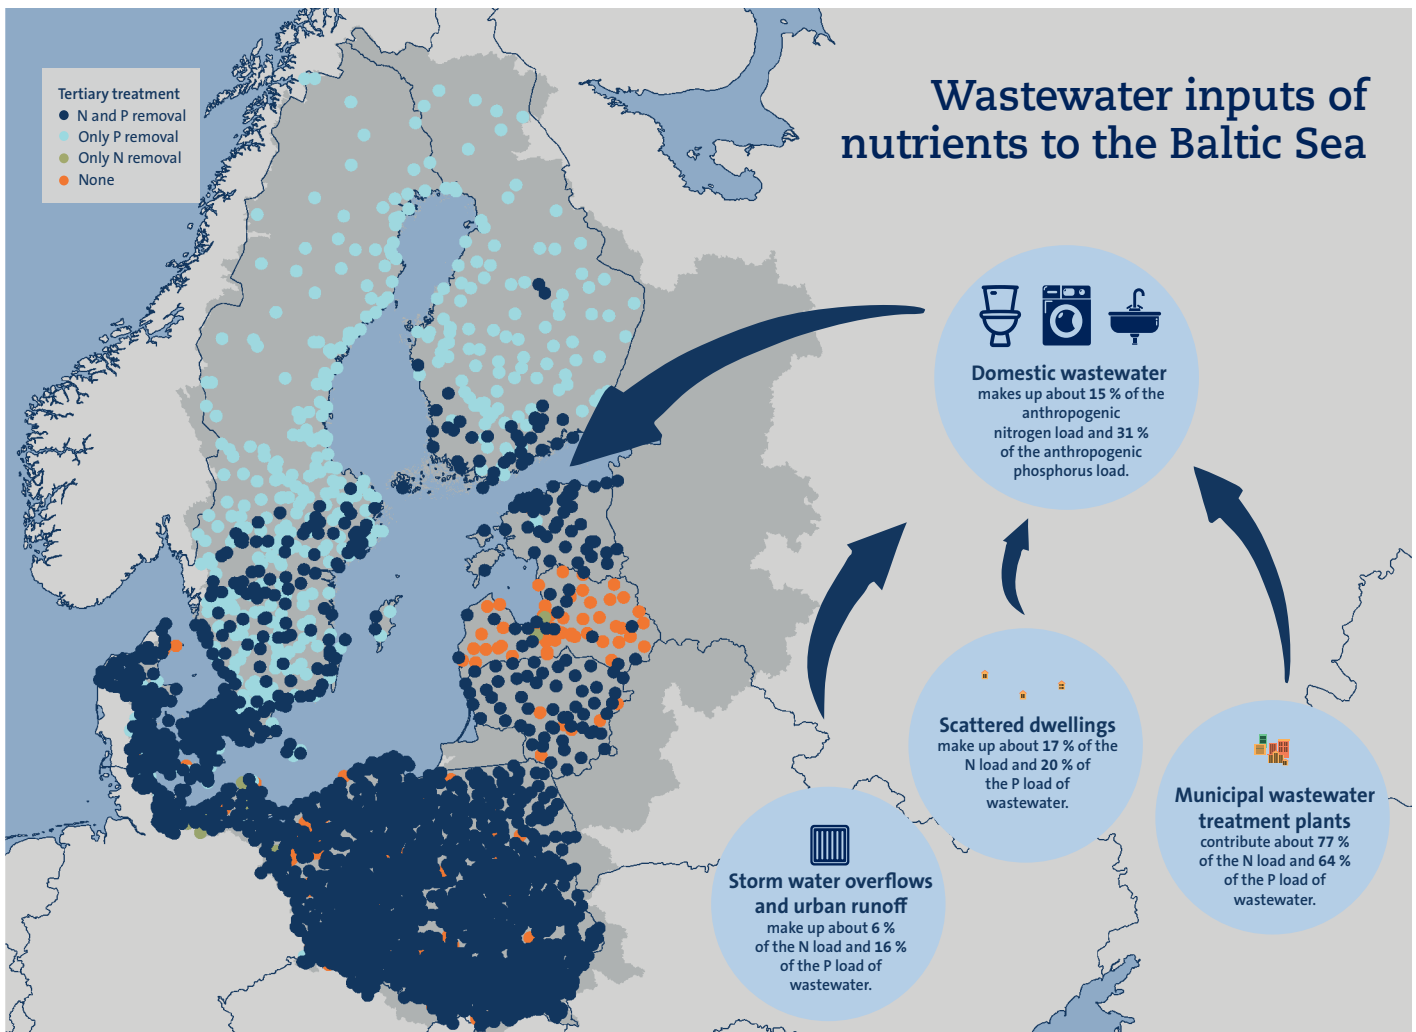 Wastewater inputs of
nutrients to the Baltic Sea
Tertiary treatment
N and P removal
Only P removal
Only N removal
None
Domestic wastewater
makes up about 15 % of the
anthropogenic
nitrogen load and 31 %
of the anthropogenic
phosphorus load.
Scattered dwellings
make up about 17 % of the
N load and 20 % of
the P load of
wastewater.
Municipal wastewater
treatment plants
contribute about 77 %
of the N load and 64 %
of the P load of
wastewater.
Storm water overflows
and urban runoff
make up about 6 %
of the N load and 16 %
of the P load of
wastewater.